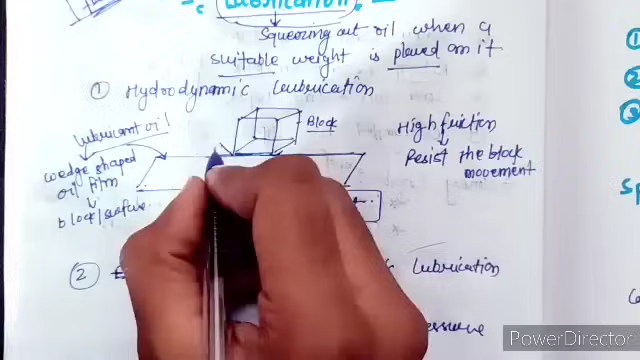 Lubrication.
Squeezing out oil when a
suitable weight is placed on it
① Hydrodynamic Lubrication
lubricant oil
Block
High friction
wedge shaped
oil film
Resist the block
movement
block/surface.
②
Lubrication
PowerDirector